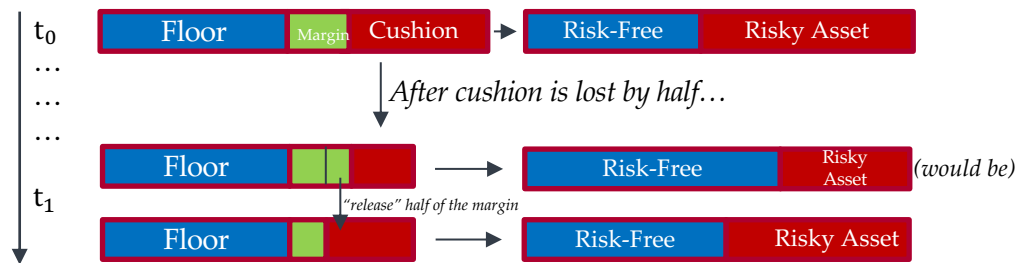 t0 Floor Margin Cushion Risk-Free Risky Asset
…
After cushion is lost by half…
…
…
Floor Risk-Free Risky
Asset (would be)
t1
"release" half of the margin
Floor Risk-Free Risky Asset